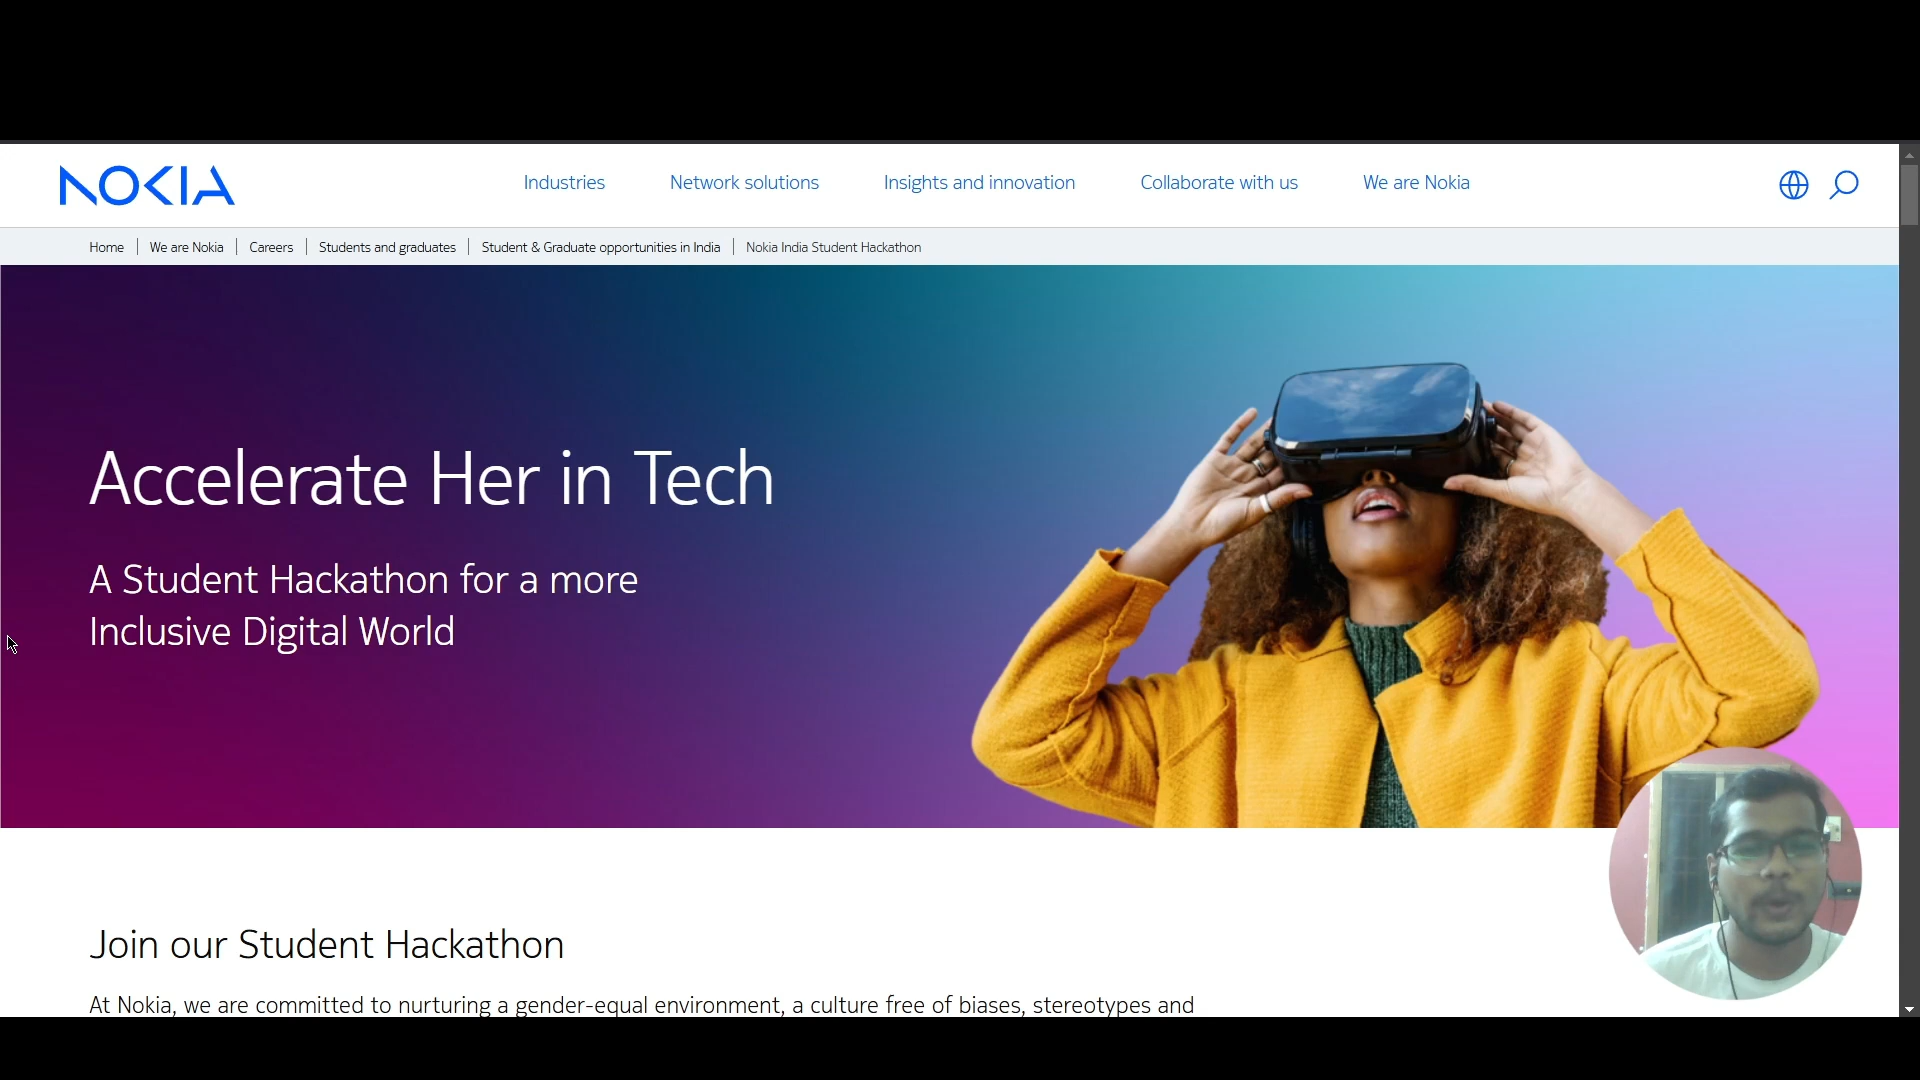 NOKIA
Industries
Network solutions
Insights and innovation
Collaborate with us
We are Nokia
Home
We are Nokia
Careers
Students and graduates
Student & Graduate opportunities in India
Nokia India Student Hackathon
Accelerate Her in Tech
A Student Hackathon for a more
Inclusive Digital World
Join our Student Hackathon
At Nokia, we are committed to nurturing a gender-equal environment, a culture free of biases, stereotypes and